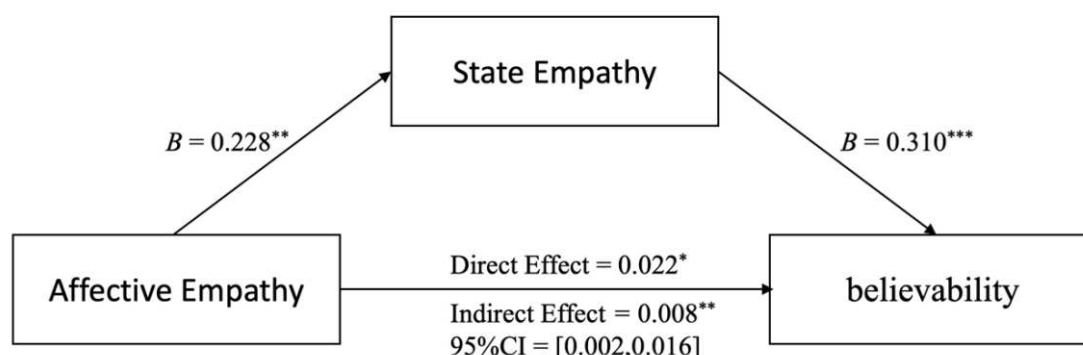 State Empathy
B = 0.228**
B = 0.310***
Affective Empathy
Direct Effect = 0.022*
Indirect Effect = 0.008**
95%CI = [0.002,0.016]
believability